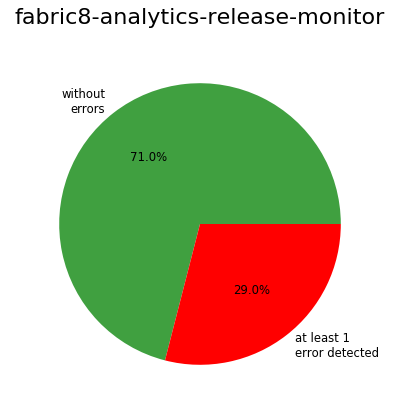 fabric8-analytics-release-monitor
without
errors
71.0%
29.0%
at least 1
error detected